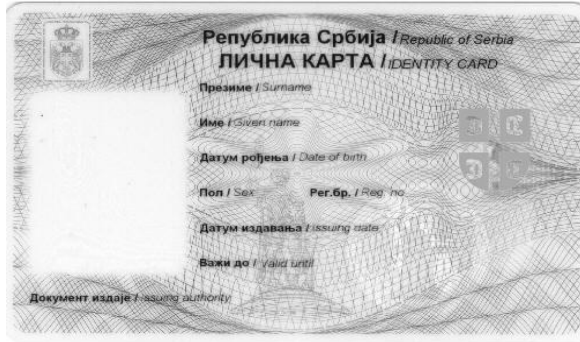 Република Србија / Republic of Serbia
ЛИЧНА КАРТА / IDENTITY CARD
Презиме / Surname
Име / Given name
Датум рођења / Date of birth
Пол / Sex Рег.бр. / Reg. no
Датум издавања / Issuing date
Важи до / Valid until
Документ издаје / Issuing authority